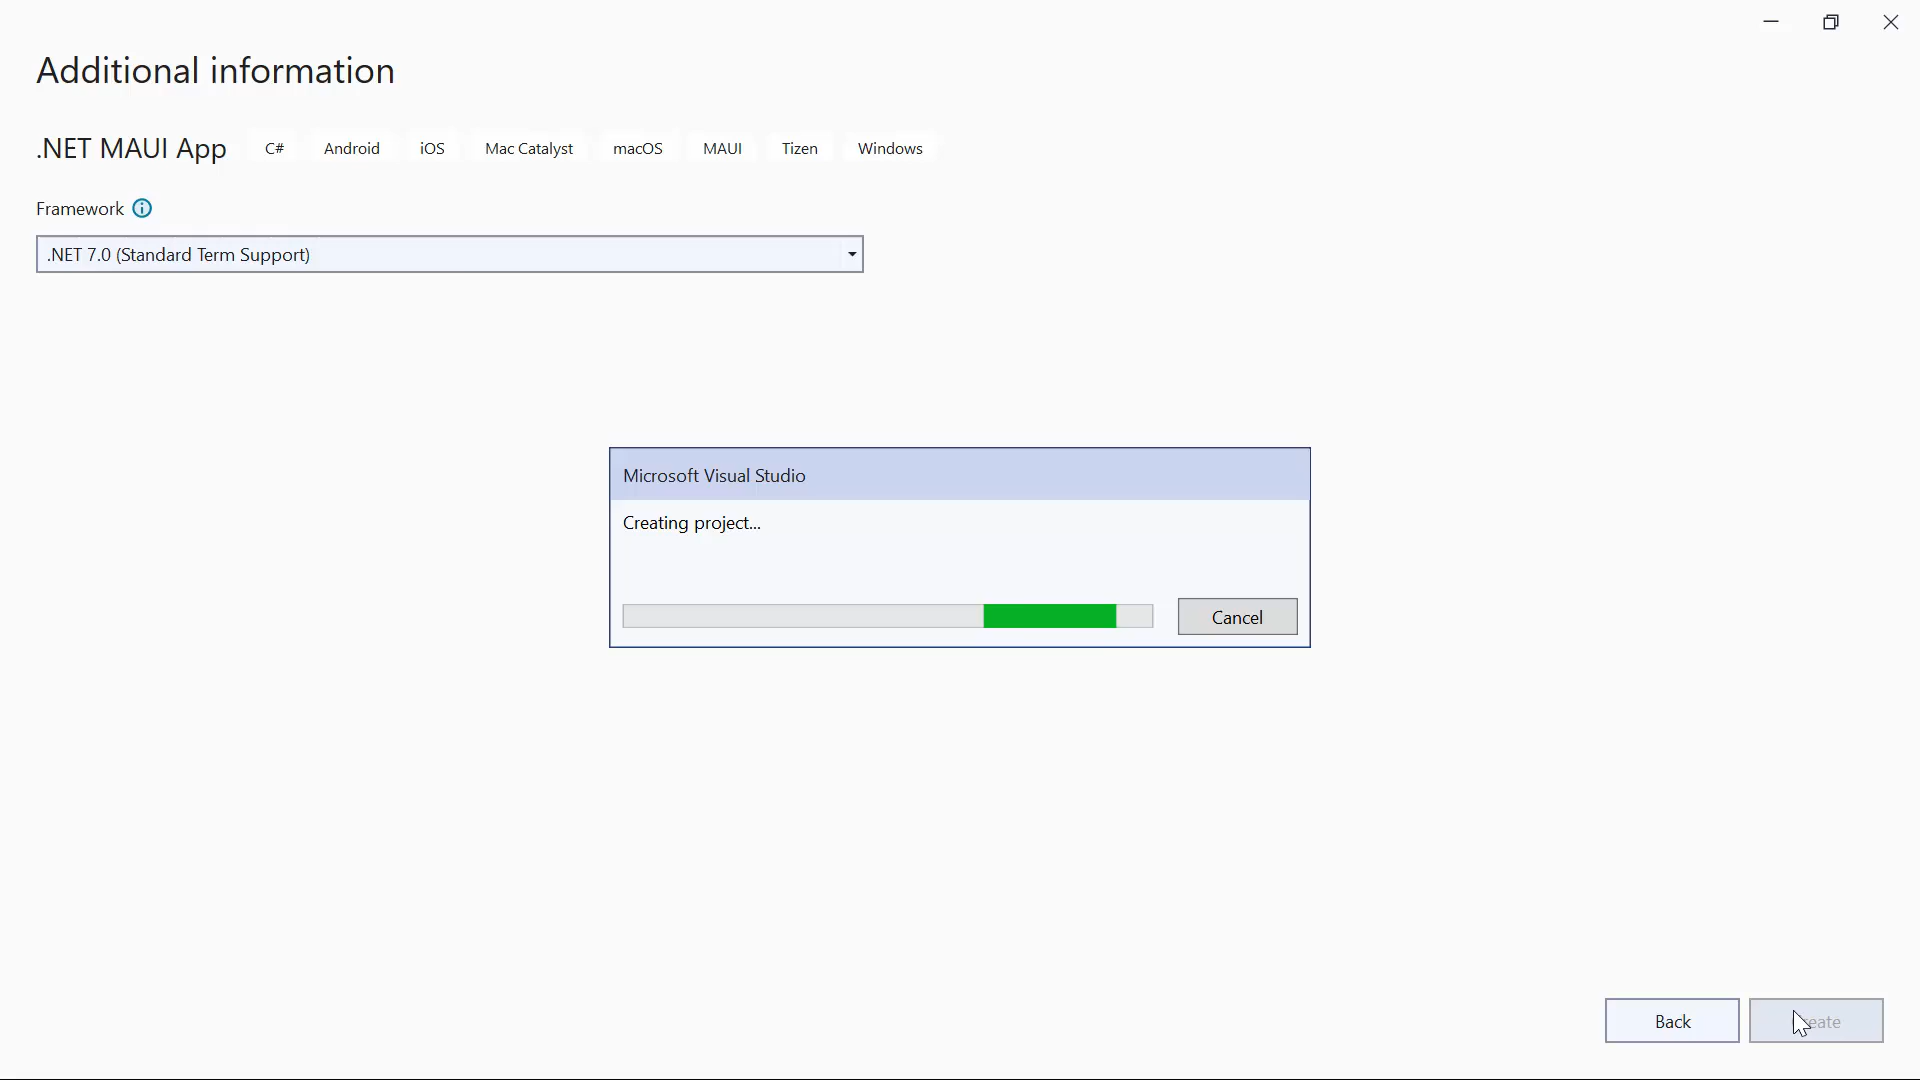 Additional information
.NET MAUI App C# Android iOS Mac Catalyst macOS MAUI Tizen Windows
Framework
.NET 7.0 (Standard Term Support)
Microsoft Visual Studio
Creating project...
Cancel
Back